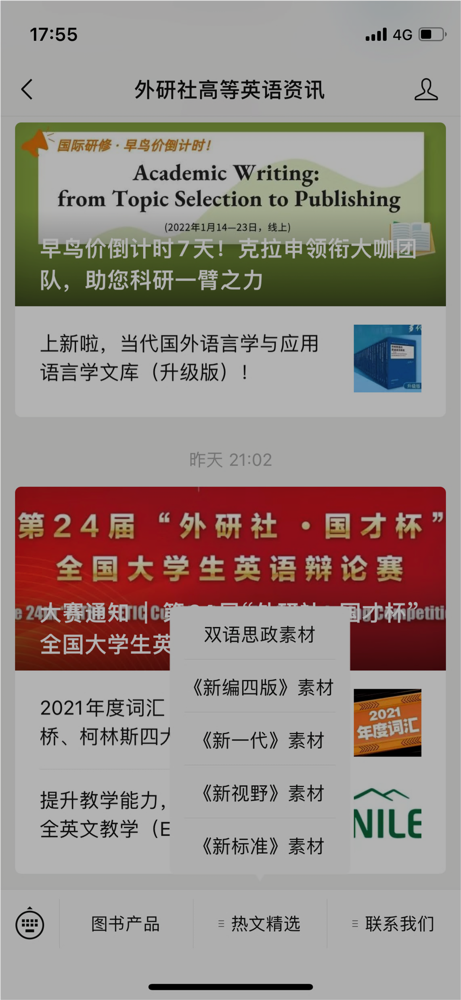 17:55
4G
外研社高等英语资讯
国际研修 · 早鸟价倒计时！
Academic Writing:
from Topic Selection to Publishing
(2022年1月14—23日，线上)
早鸟价倒计时7天！克拉申领衔大咖团
队，助您科研一臂之力
上新啦，当代国外语言学与应用
语言学文库（升级版）！
升级版
昨天 21:02
第24届“外研社·国才杯”
全国大学生英语辩论赛
大赛通知｜第24届“外研社·国才杯”
全国大学生英
双语思政素材
《新编四版》素材
《新一代》素材
《新视野》素材
《新标准》素材
2021年度词汇
桥、柯林斯四大
2021
年度词汇
提升教学能力，
全英文教学（E
NILE
图书产品
热文精选
联系我们